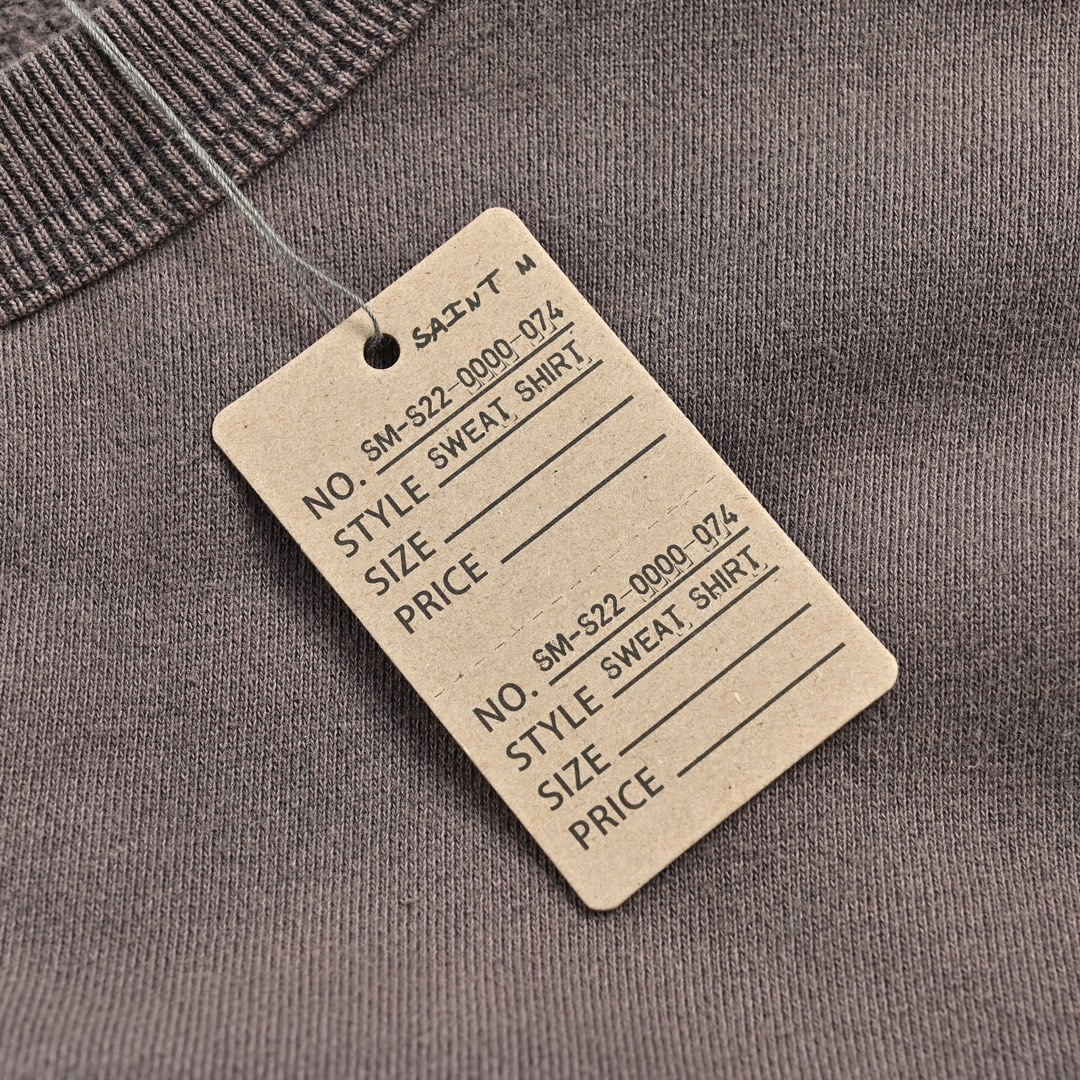 SAINT M
NO. SM-S22-0000-074
STYLE SWEAT SHIRT
SIZE
PRICE
NO. SM-S22-0000-074
STYLE SWEAT SHIRT
SIZE
PRICE